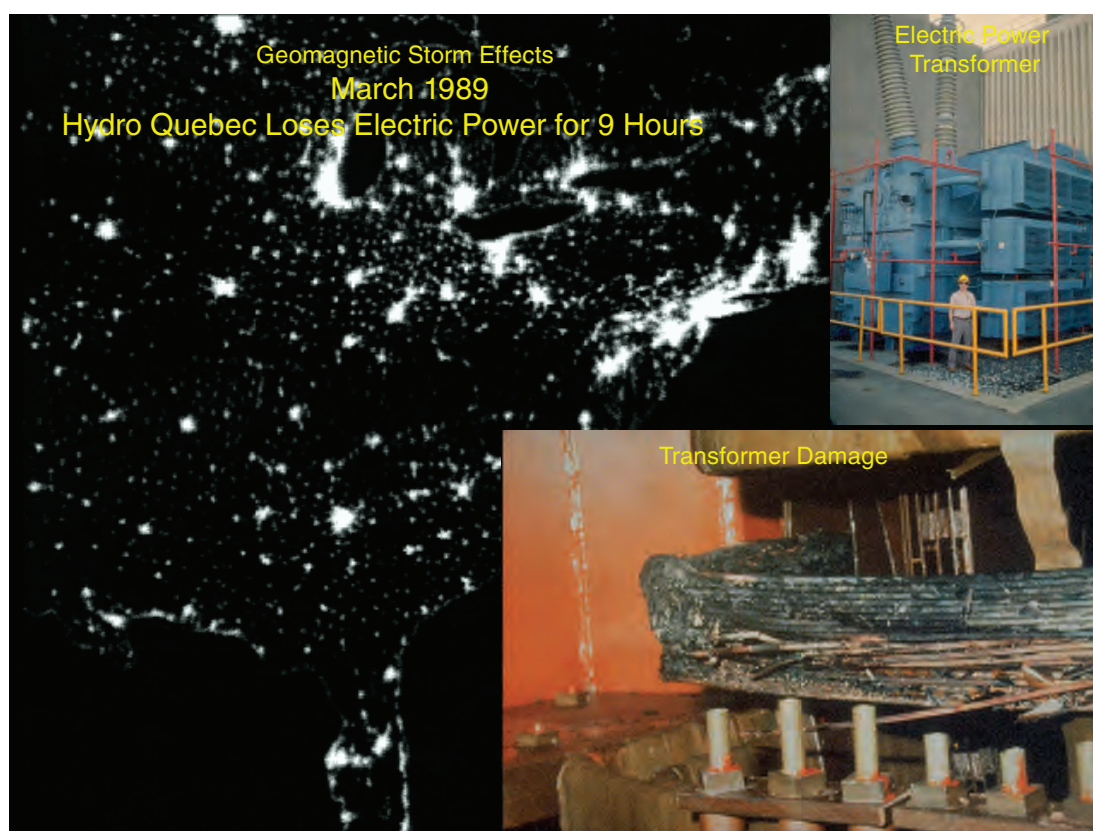 Geomagnetic Storm Effects
March 1989
Hydro Quebec Loses Electric Power for 9 Hours
Electric Power
Transformer
Transformer Damage